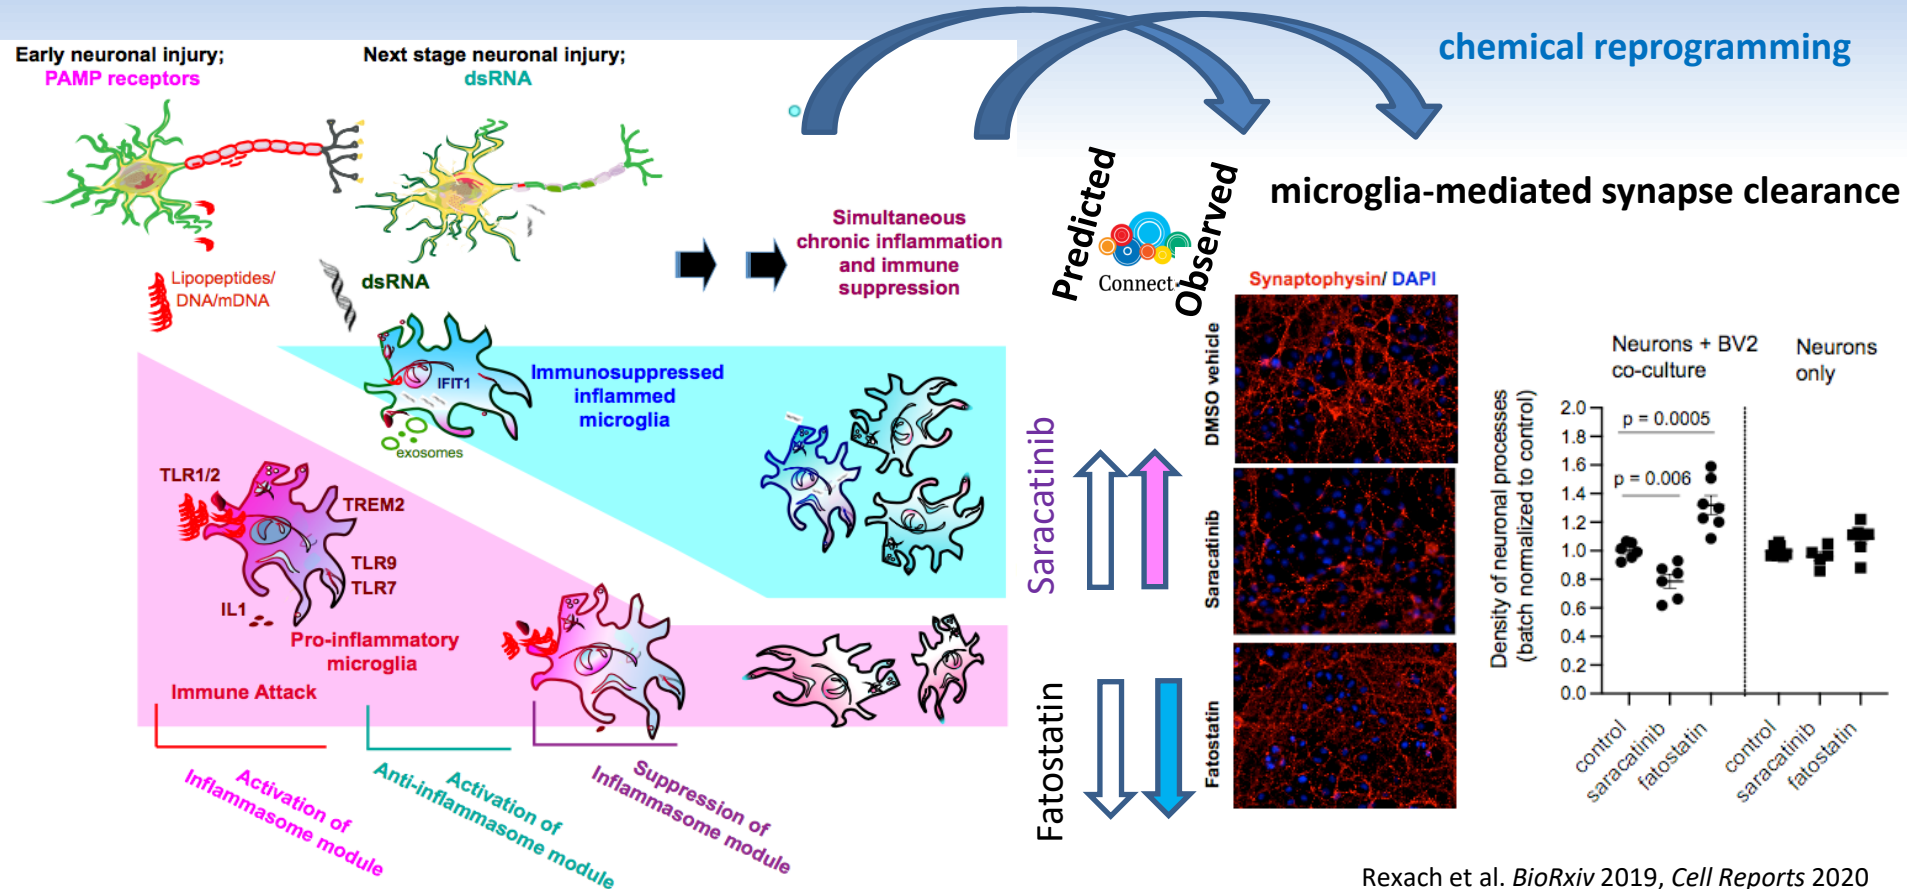 chemical reprogramming
Early neuronal injury;
PAMP receptors
Next stage neuronal injury;
dsRNA
Lipopeptides/
DNA/mDNA
dsRNA
Simultaneous
chronic inflammation
and immune
suppression
IFIT1
exosomes
Immunosuppressed
inflammed
microglia
TLR1/2
TREM2
TLR9
TLR7
IL1
Pro-inflammatory
microglia
Immune Attack
Activation of
Inflammasome module
Activation of
Anti-inflammasome module
Suppression of
Inflammasome module
Predicted
Connect
Observed
microglia-mediated synapse clearance
Saracatinib
Fatostatin
Synaptophysin/ DAPI
DMSO vehicle
Saracatinib
Fatostatin
Neurons + BV2
co-culture
Neurons
only
Density of neuronal processes
(batch normalized to control)
2.0
1.8
1.6
1.4
1.2
1.0
0.8
0.6
0.4
0.2
0.0
p = 0.0005
p = 0.006
control
saracatinib
fatostatin
control
saracatinib
fatostatin
Rexach et al. BioRxiv 2019, Cell Reports 2020